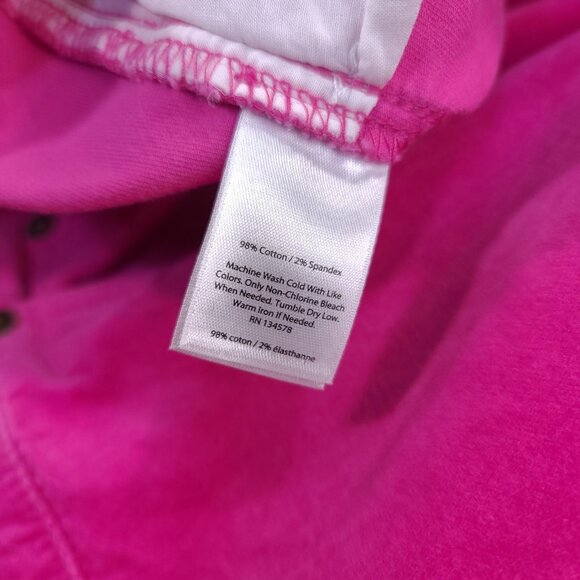 98% Cotton / 2% Spandex
Machine Wash Cold With Like
Colors. Only Non-Chlorine Bleach
When Needed. Tumble Dry Low.
Warm Iron If Needed.
RN 134578
98% coton / 2% élasthanne